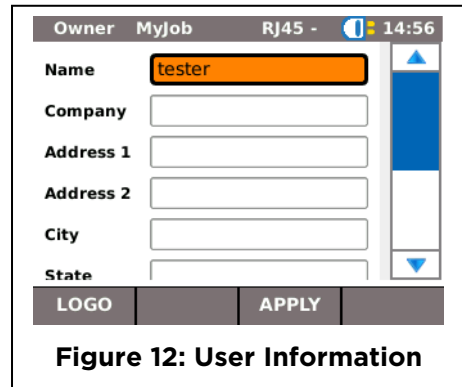 Owner MyJob RJ45 - 14:56
Name tester
Company
Address 1
Address 2
City
State
LOGO APPLY
Figure 12: User Information